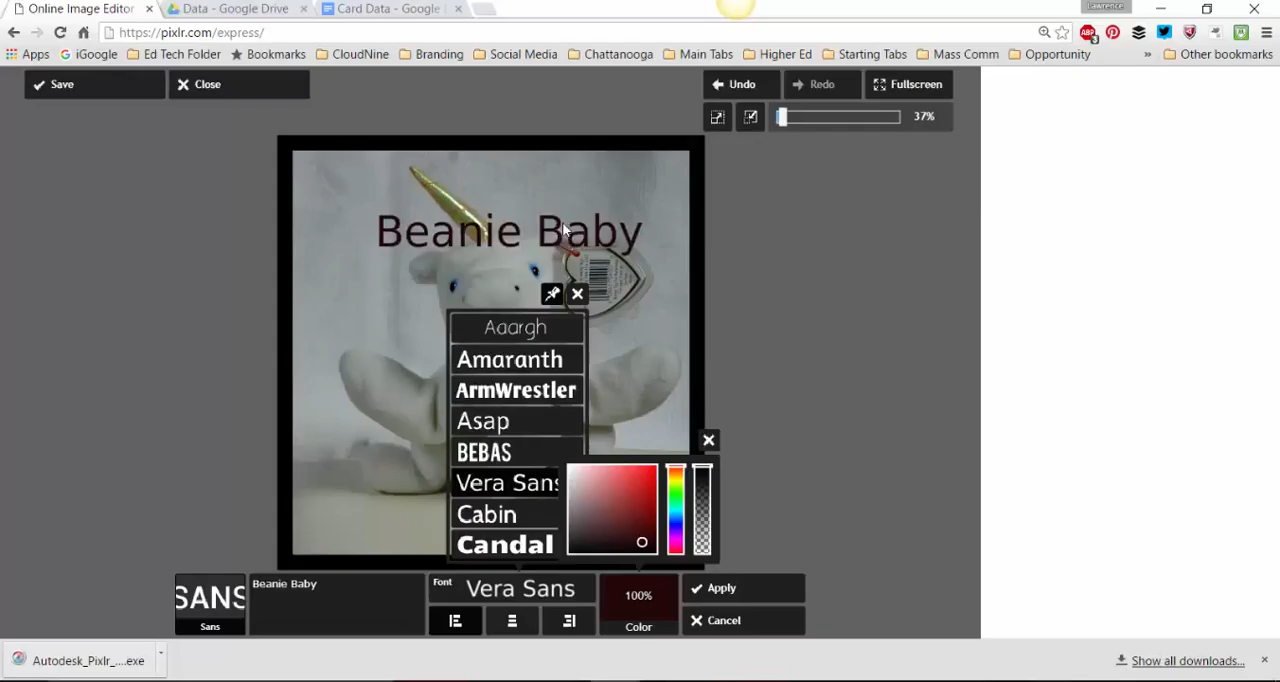 Online Image Editor
Data - Google Drive
Card Data - Google
Lawrence
https://pixlr.com/express/
Apps
iGoogle
Ed Tech Folder
Bookmarks
CloudNine
Branding
Social Media
Chattanooga
Main Tabs
Higher Ed
Starting Tabs
Mass Comm
Opportunity
»
Other bookmarks
Save
Close
Undo
Redo
Fullscreen
37%
Beanie Baby
Aaargh
Amaranth
ArmWrestler
Asap
BEBAS
Vera Sans
Cabin
Candal
SANS
Sans
Beanie Baby
Font
Vera Sans
100%
Color
Apply
Cancel
Autodesk_Pixlr_....exe
Show all downloads...